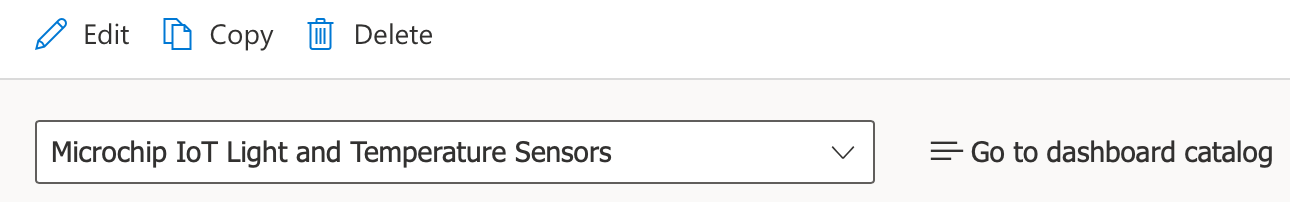 Edit Copy Delete
Microchip IoT Light and Temperature Sensors Go to dashboard catalog